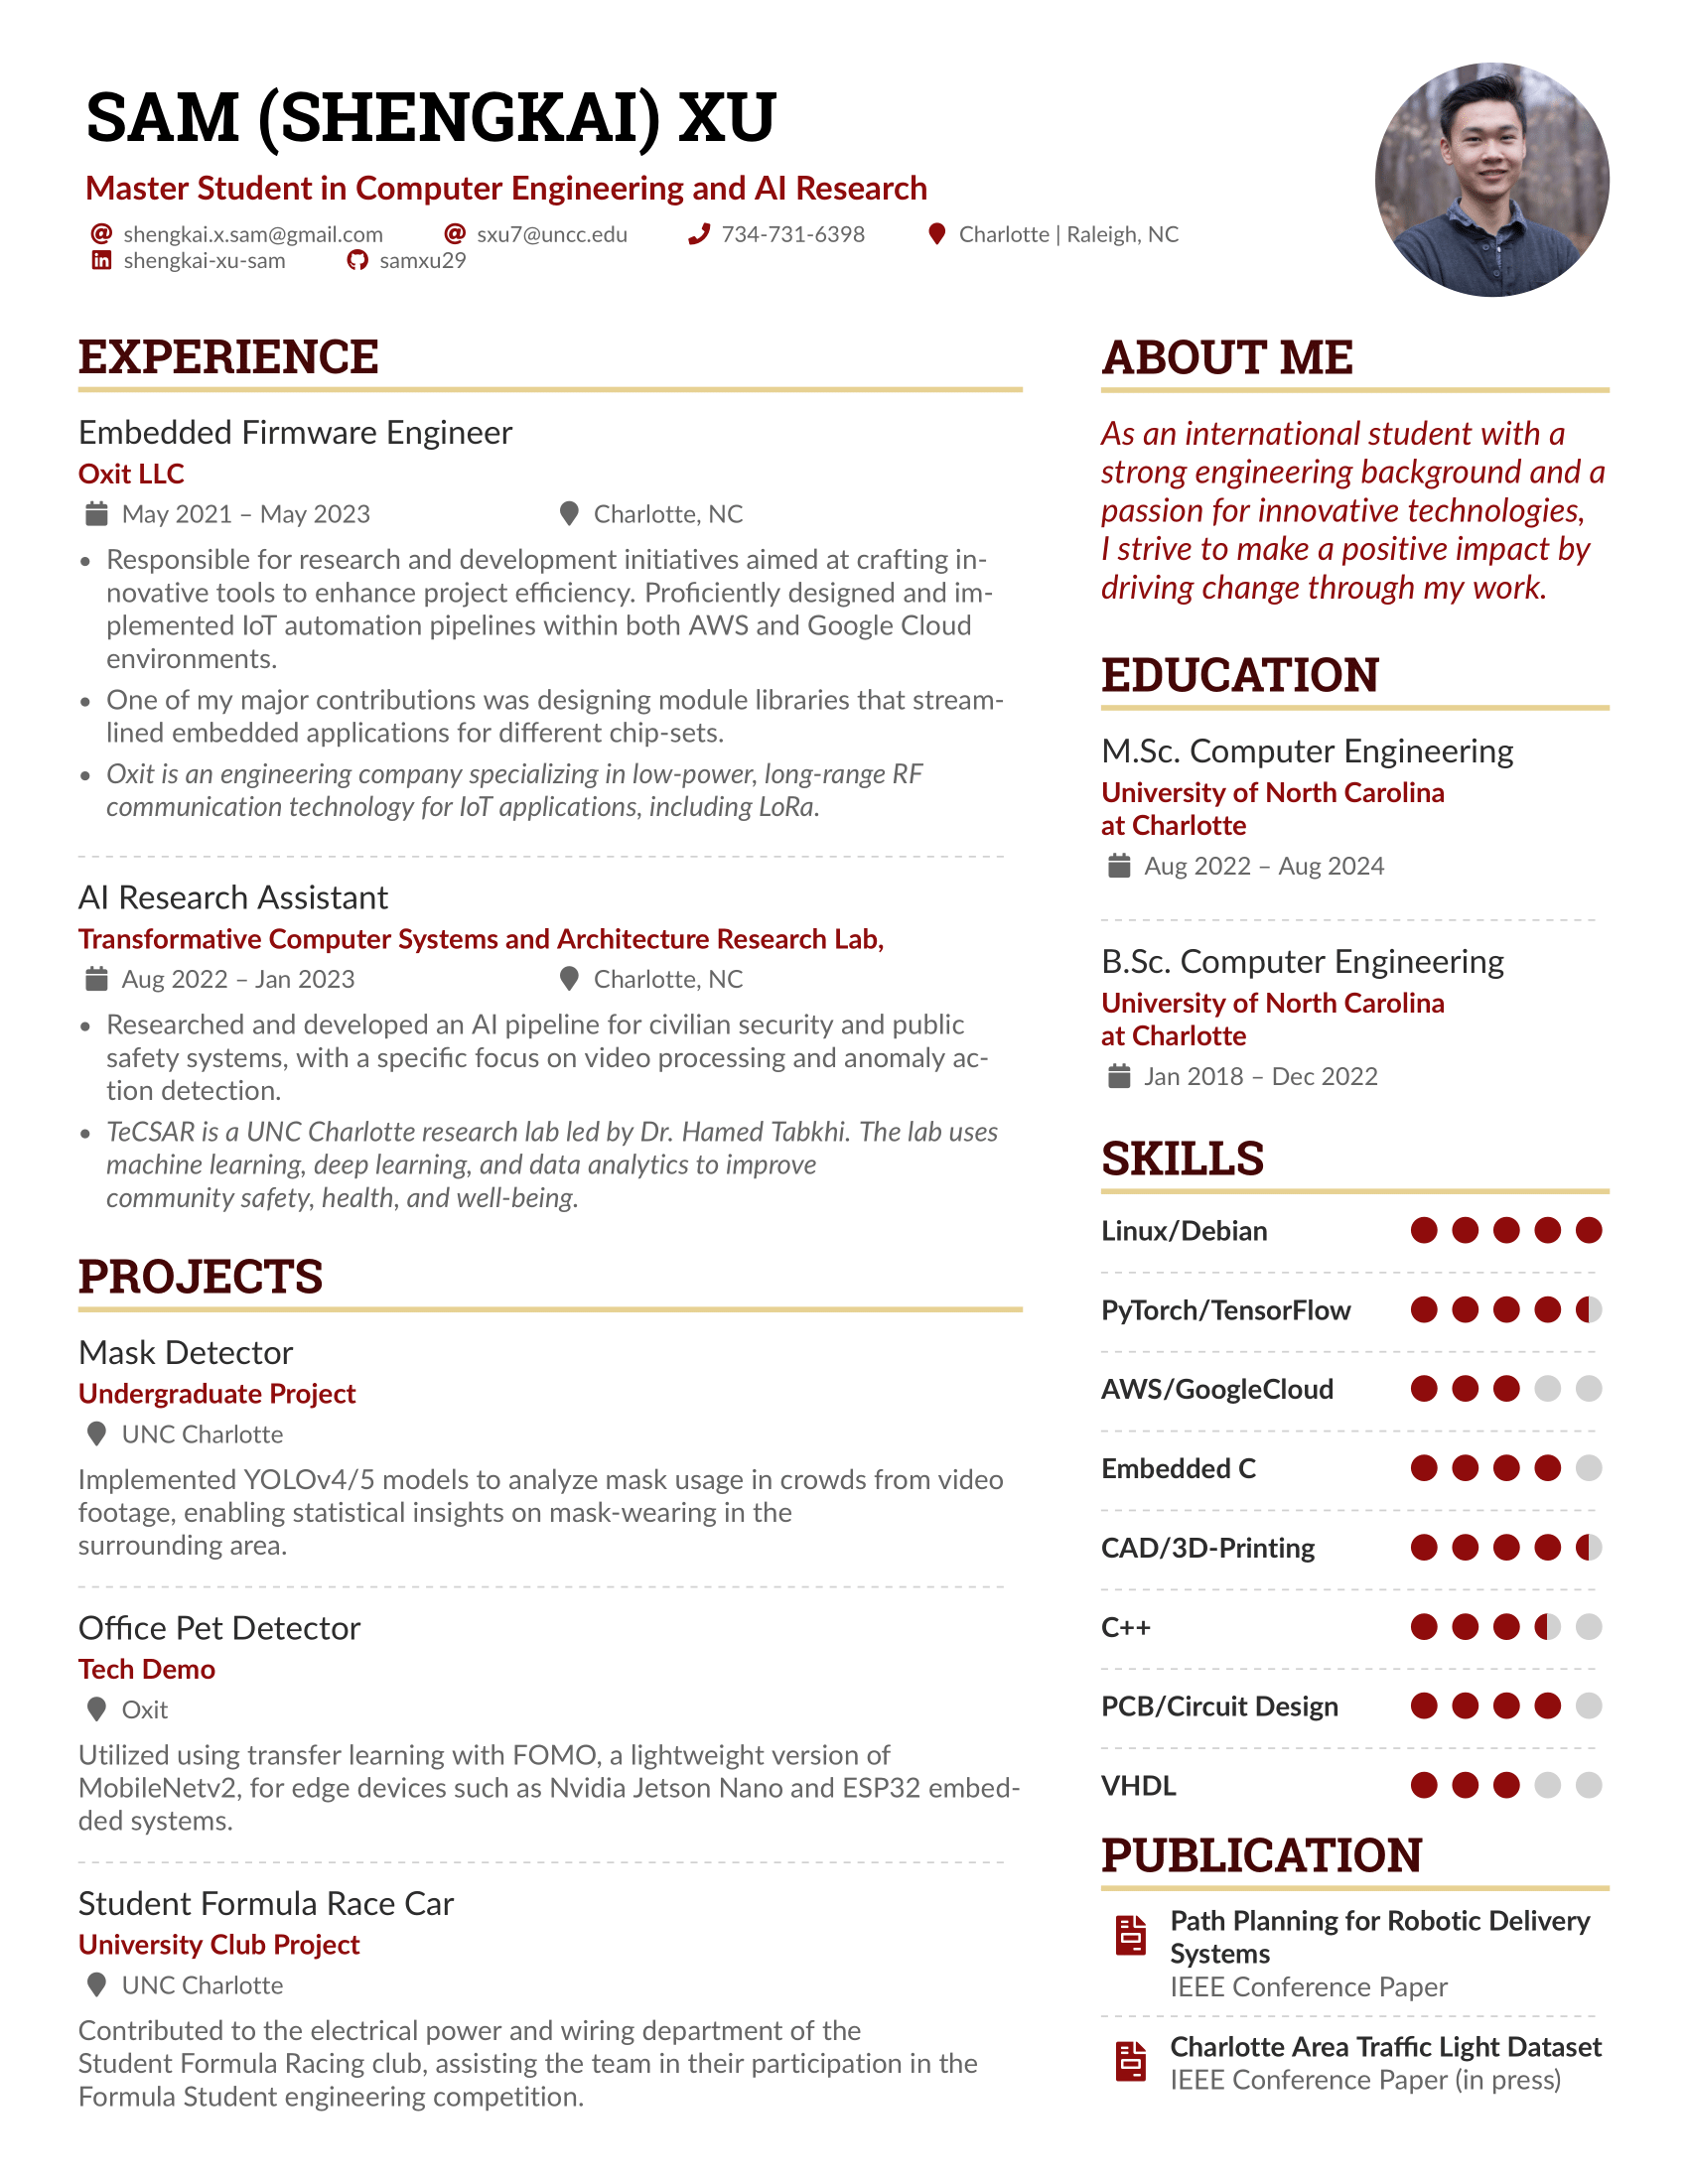 SAM (SHENGKAI) XU
Master Student in Computer Engineering and AI Research
shengkai.x.sam@gmail.com sxu7@uncc.edu 734-731-6398 Charlotte | Raleigh, NC
shengkai-xu-sam samxu29
EXPERIENCE
Embedded Firmware Engineer
Oxit LLC
May 2021 – May 2023 Charlotte, NC
• Responsible for research and development initiatives aimed at crafting in-
novative tools to enhance project efficiency. Proficiently designed and im-
plemented IoT automation pipelines within both AWS and Google Cloud
environments.
• One of my major contributions was designing module libraries that stream-
lined embedded applications for different chip-sets.
• Oxit is an engineering company specializing in low-power, long-range RF
communication technology for IoT applications, including LoRa.
AI Research Assistant
Transformative Computer Systems and Architecture Research Lab,
Aug 2022 – Jan 2023 Charlotte, NC
• Researched and developed an AI pipeline for civilian security and public
safety systems, with a specific focus on video processing and anomaly ac-
tion detection.
• TeCSAR is a UNC Charlotte research lab led by Dr. Hamed Tabkhi. The lab uses
machine learning, deep learning, and data analytics to improve
community safety, health, and well-being.
PROJECTS
Mask Detector
Undergraduate Project
UNC Charlotte
Implemented YOLOv4/5 models to analyze mask usage in crowds from video
footage, enabling statistical insights on mask-wearing in the
surrounding area.
Office Pet Detector
Tech Demo
Oxit
Utilized using transfer learning with FOMO, a lightweight version of
MobileNetv2, for edge devices such as Nvidia Jetson Nano and ESP32 embed-
ded systems.
Student Formula Race Car
University Club Project
UNC Charlotte
Contributed to the electrical power and wiring department of the
Student Formula Racing club, assisting the team in their participation in the
Formula Student engineering competition.
ABOUT ME
As an international student with a
strong engineering background and a
passion for innovative technologies,
I strive to make a positive impact by
driving change through my work.
EDUCATION
M.Sc. Computer Engineering
University of North Carolina
at Charlotte
Aug 2022 – Aug 2024
B.Sc. Computer Engineering
University of North Carolina
at Charlotte
Jan 2018 – Dec 2022
SKILLS
Linux/Debian
PyTorch/TensorFlow
AWS/GoogleCloud
Embedded C
CAD/3D-Printing
C++
PCB/Circuit Design
VHDL
PUBLICATION
Path Planning for Robotic Delivery
Systems
IEEE Conference Paper
Charlotte Area Traffic Light Dataset
IEEE Conference Paper (in press)